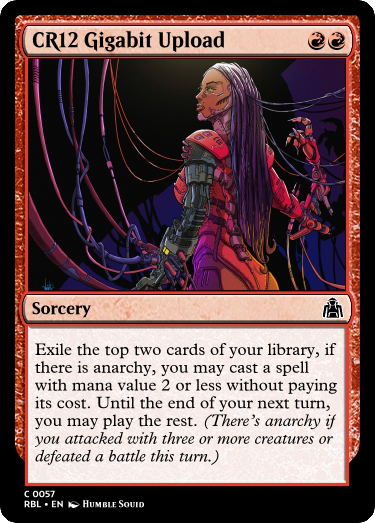 CR12 Gigabit Upload
Sorcery
Exile the top two cards of your library, if
there is anarchy, you may cast a spell
with mana value 2 or less without paying
its cost. Until the end of your next turn,
you may play the rest. (There's anarchy if
you attacked with three or more creatures or
defeated a battle this turn.)
C 0057
RBL • EN Humble Squid